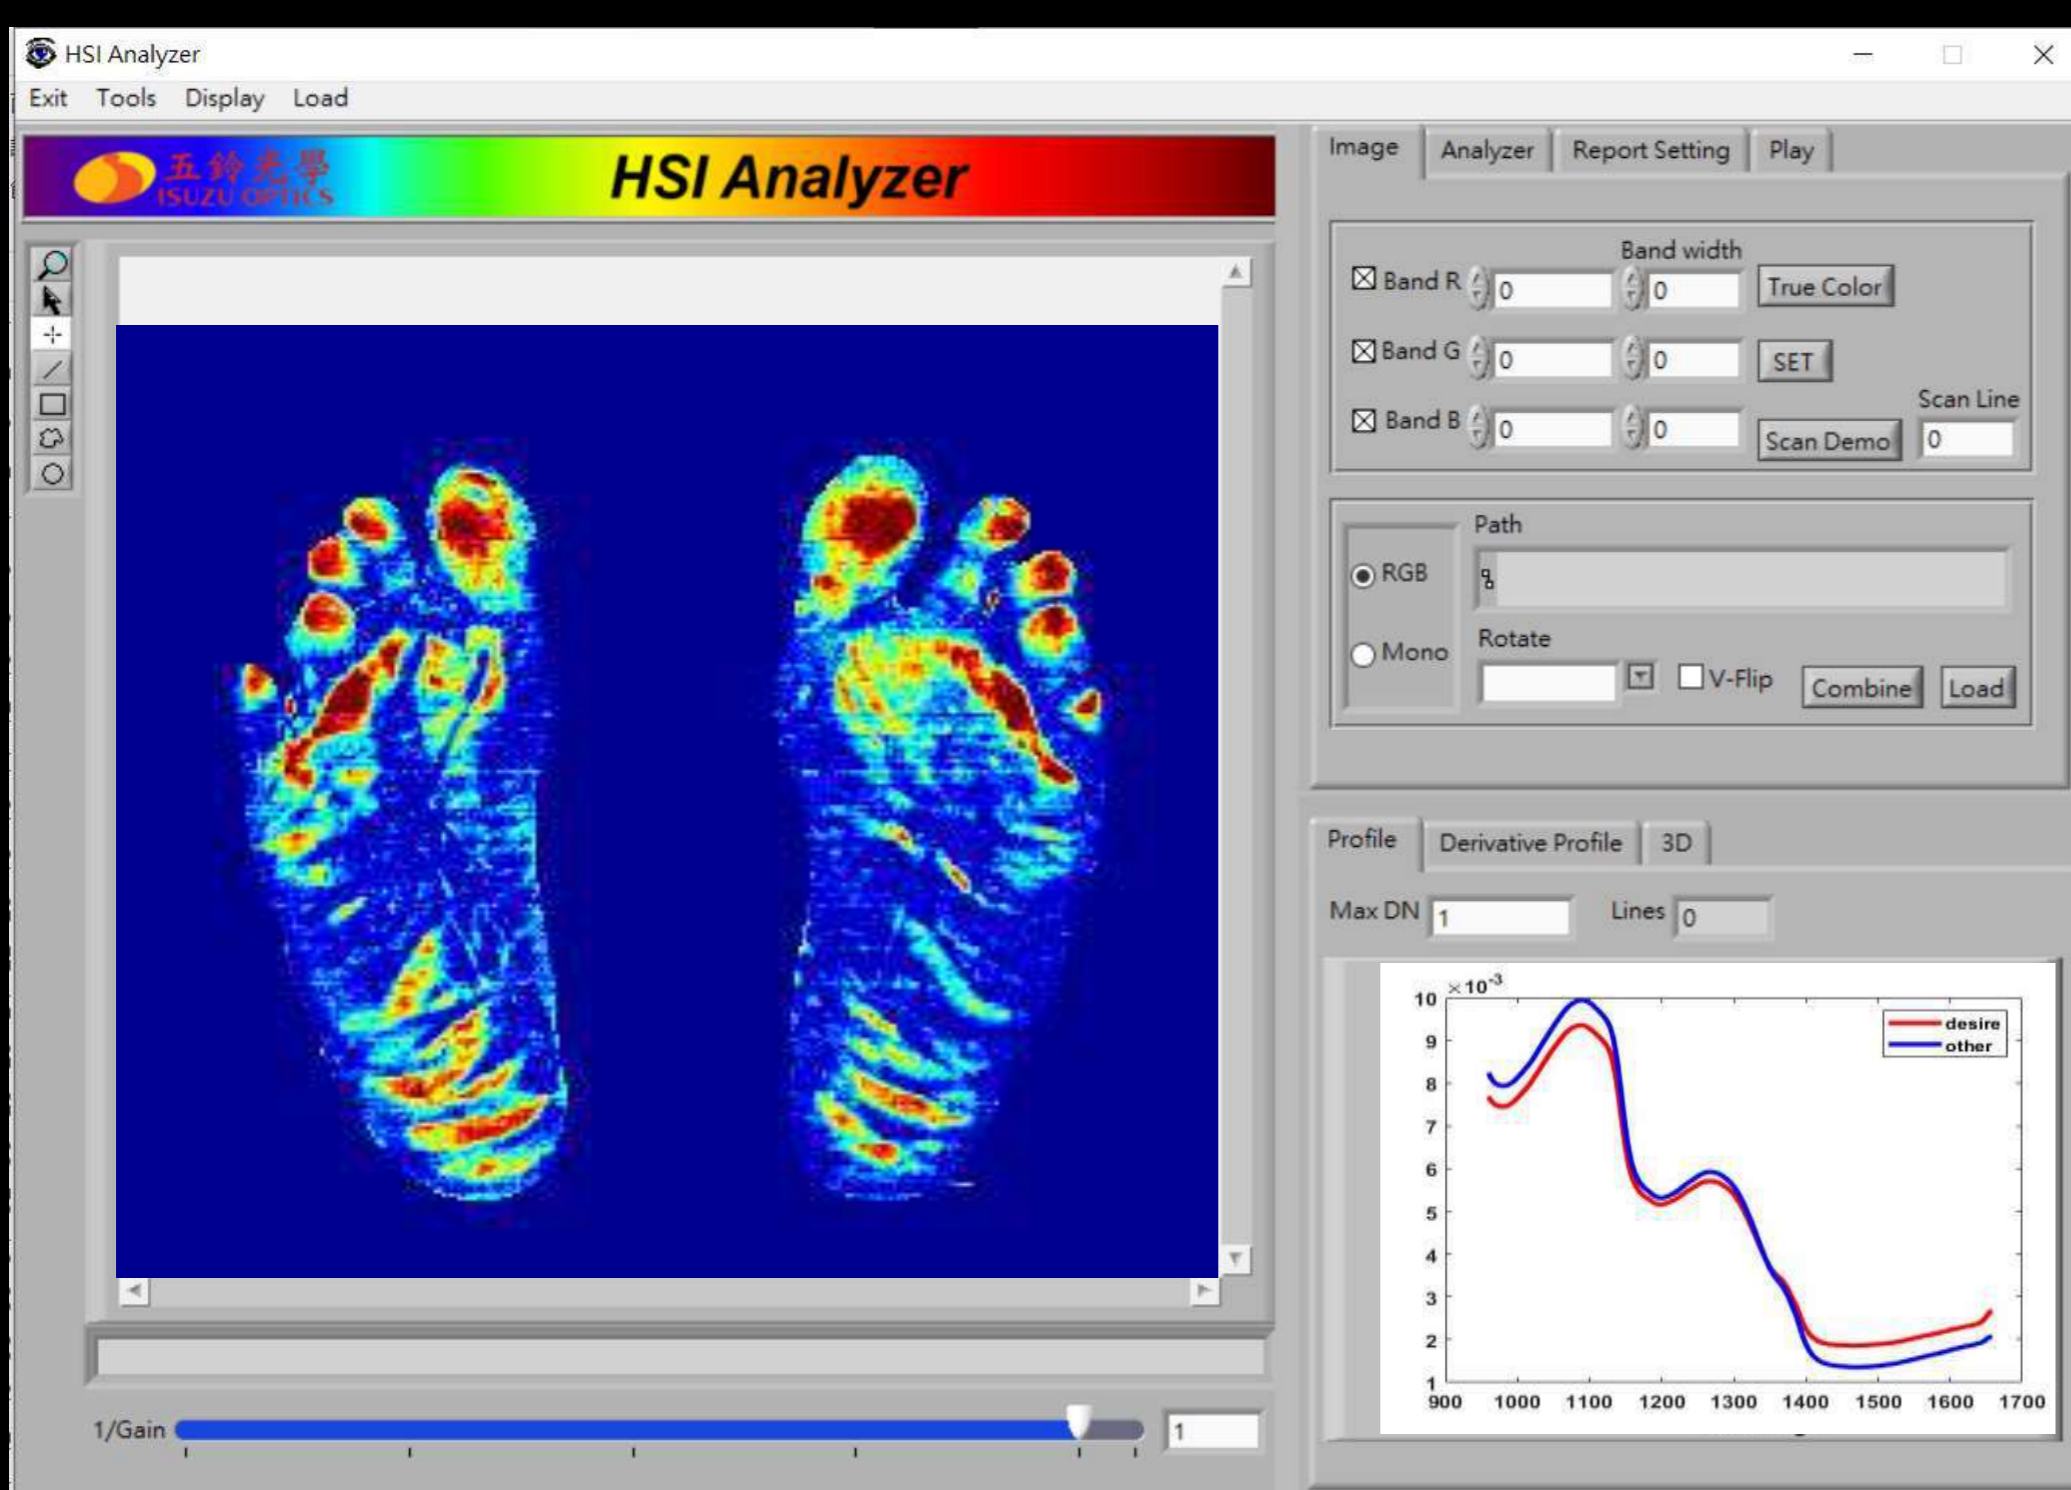 HSI Analyzer
Exit Tools Display Load
五鈴光學
ISUZU OPTICS
HSI Analyzer
Image Analyzer Report Setting Play
Band width
Band R 0 0 True Color
Band G 0 0 SET
Scan Line
Band B 0 0 Scan Demo 0
Path
RGB
Mono
Rotate
V-Flip Combine Load
Profile Derivative Profile 3D
Max DN 1 Lines 0
×10-3
10
9
8
7
6
5
4
3
2
1
desire
other
900 1000 1100 1200 1300 1400 1500 1600 1700
1/Gain 1